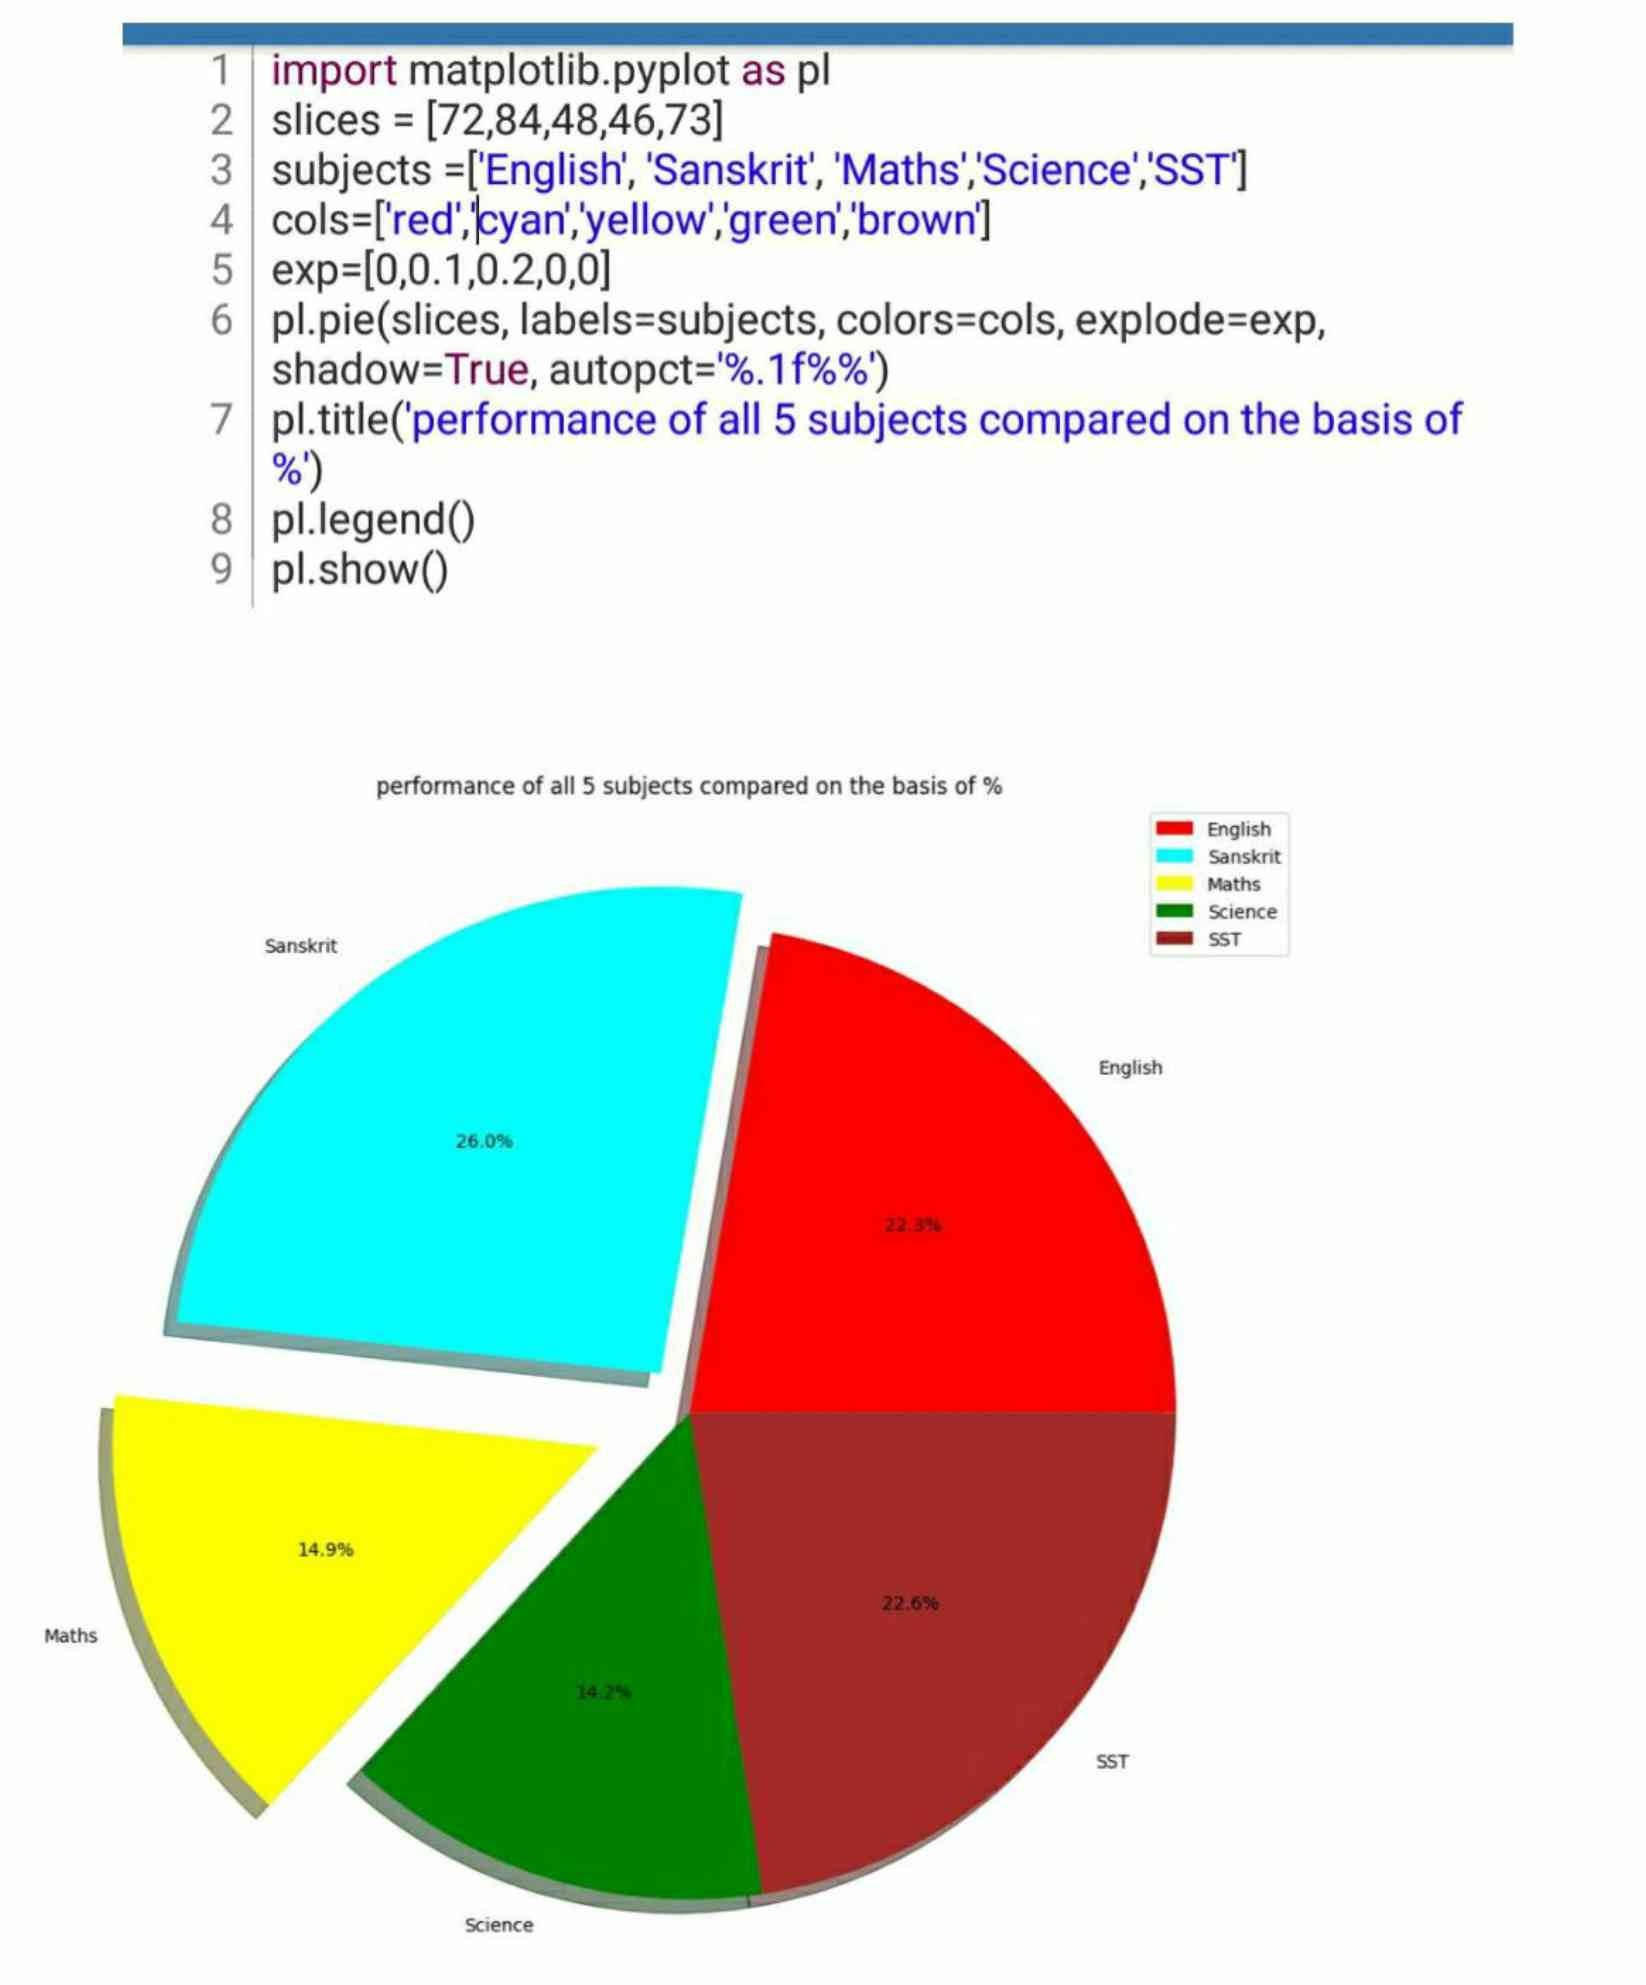 1 import matplotlib.pyplot as pl
2 slices = [72,84,48,46,73]
3 subjects =['English', 'Sanskrit', 'Maths','Science','SST']
4 cols=['red','cyan','yellow','green','brown']
5 exp=[0,0.1,0.2,0,0]
6 pl.pie(slices, labels=subjects, colors=cols, explode=exp,
shadow=True, autopct='%.1f%%')
7 pl.title('performance of all 5 subjects compared on the basis of
%')
8 pl.legend()
9 pl.show()
performance of all 5 subjects compared on the basis of %
English
Sanskrit
Maths
Science
SST
Sanskrit
English
26.0%
22.3%
14.9%
22.6%
Maths
14.2%
SST
Science